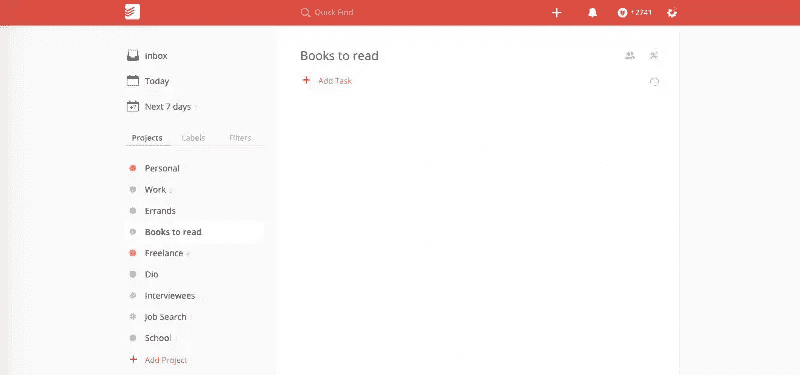 Quick Find
+2741
Inbox
Today
+7
Next 7 days
Projects Labels Filters
Personal
Work
Errands
Books to read
Freelance
Dio
Interviewees
Job Search
School
+ Add Project
Books to read
+ Add Task